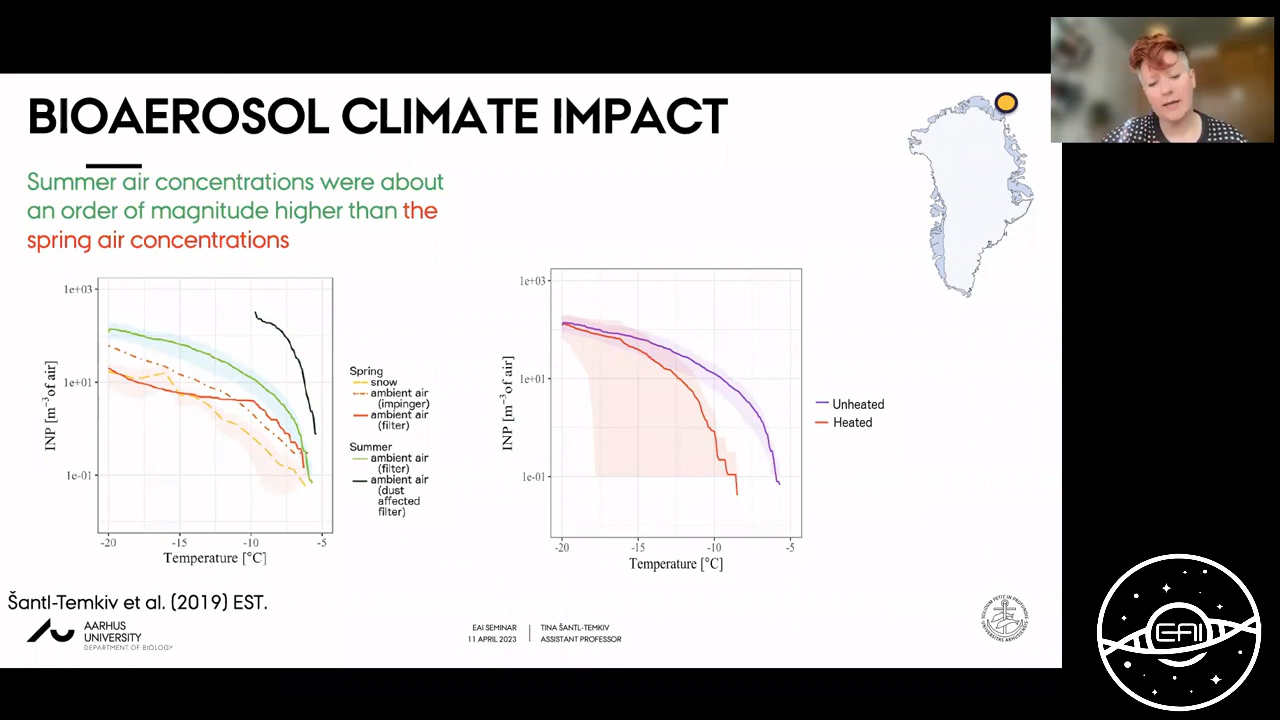 BIOAEROSOL CLIMATE IMPACT
Summer air concentrations were about
an order of magnitude higher than the
spring air concentrations
1e+03
1e+01
1e-01
INP [m⁻³of air]
-20
-15
-10
-5
Temperature [°C]
Spring
snow
ambient air
(impinger)
ambient air
(filter)
Summer
ambient air
(filter)
ambient air
(dust
affected
filter)
1e+03
1e+01
1e-01
INP [m⁻³of air]
-20
-15
-10
-5
Temperature [°C]
Unheated
Heated
Šantl-Temkiv et al. (2019) EST.
AARHUS
UNIVERSITY
DEPARTMENT OF BIOLOGY
EAI SEMINAR
11 APRIL 2023
TINA ŠANTL-TEMKIV
ASSISTANT PROFESSOR
EAI